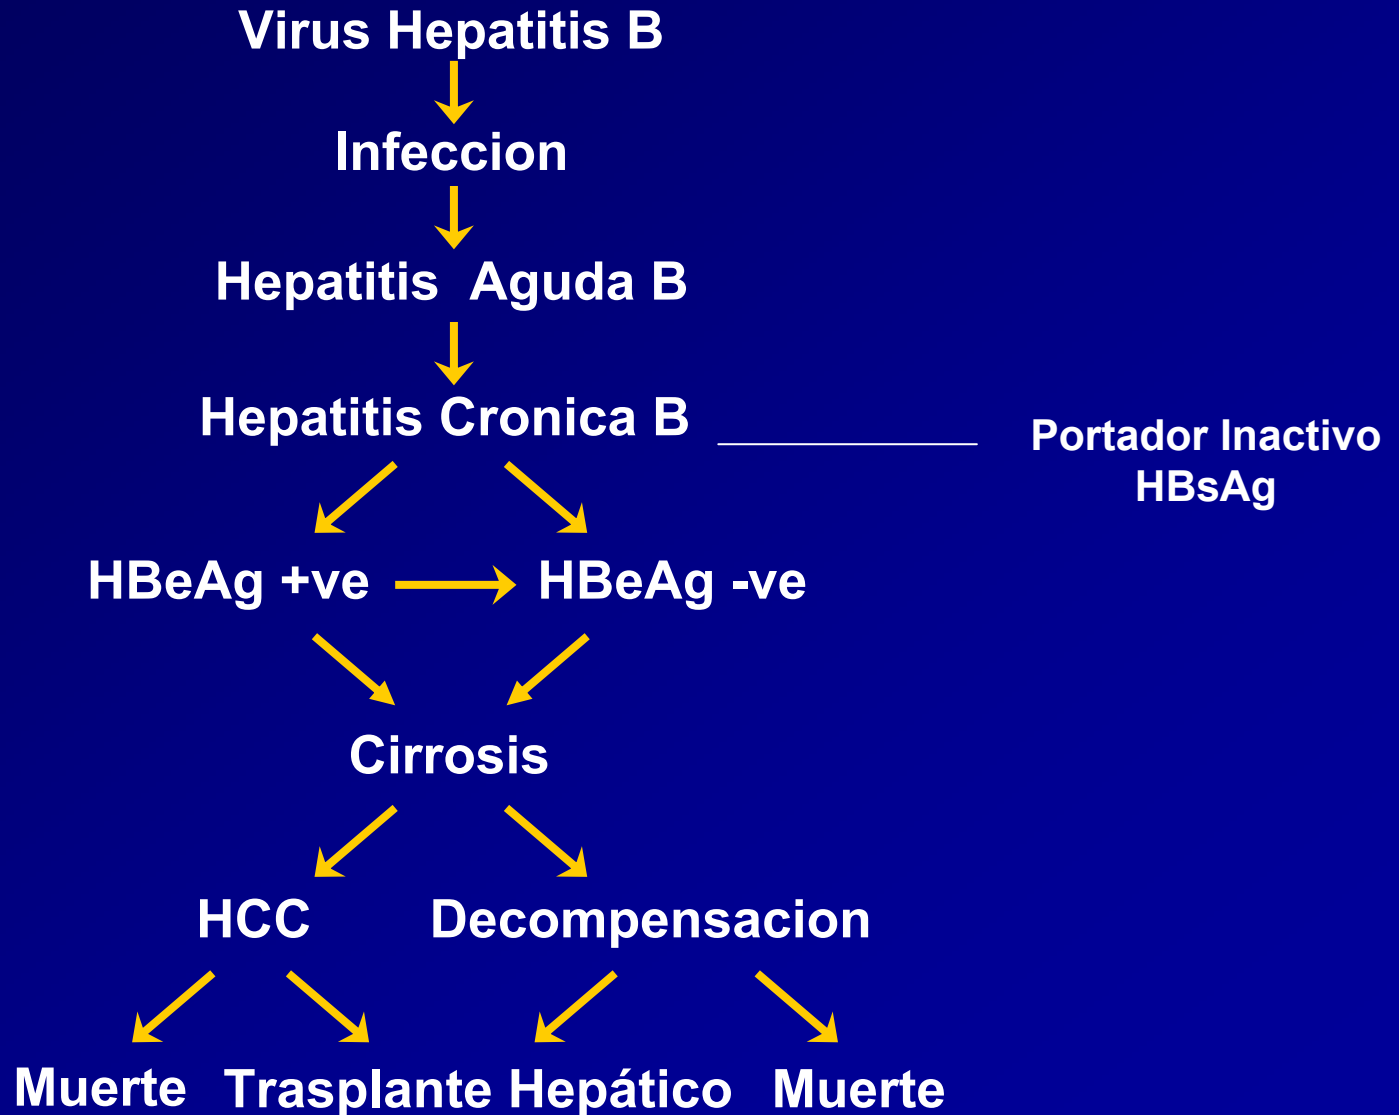 Virus Hepatitis B
Infeccion
Hepatitis Aguda B
Hepatitis Cronica B
Portador Inactivo
HBsAg
HBeAg +ve
HBeAg -ve
Cirrosis
HCC
Decompensacion
Muerte
Trasplante Hepático
Muerte